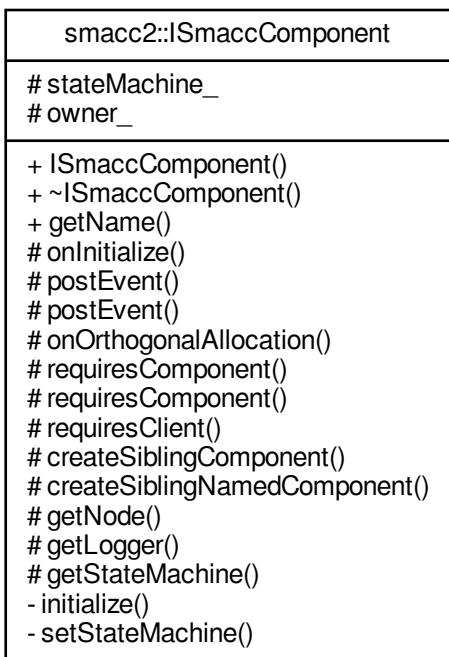 smacc2::ISmaccComponent
# stateMachine_
# owner_
+ ISmaccComponent()
+ ~ISmaccComponent()
+ getName()
# onInitialize()
# postEvent()
# postEvent()
# onOrthogonalAllocation()
# requiresComponent()
# requiresComponent()
# requiresClient()
# createSiblingComponent()
# createSiblingNamedComponent()
# getNode()
# getLogger()
# getStateMachine()
- initialize()
- setStateMachine()